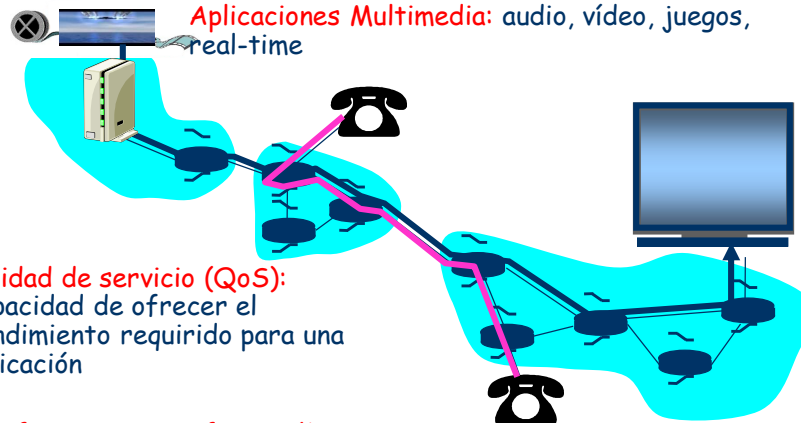 Aplicaciones Multimedia: audio, vídeo, juegos,
real-time
idad de servicio (QoS):
pacidad de ofrecer el
ndimiento requirido para una
icación